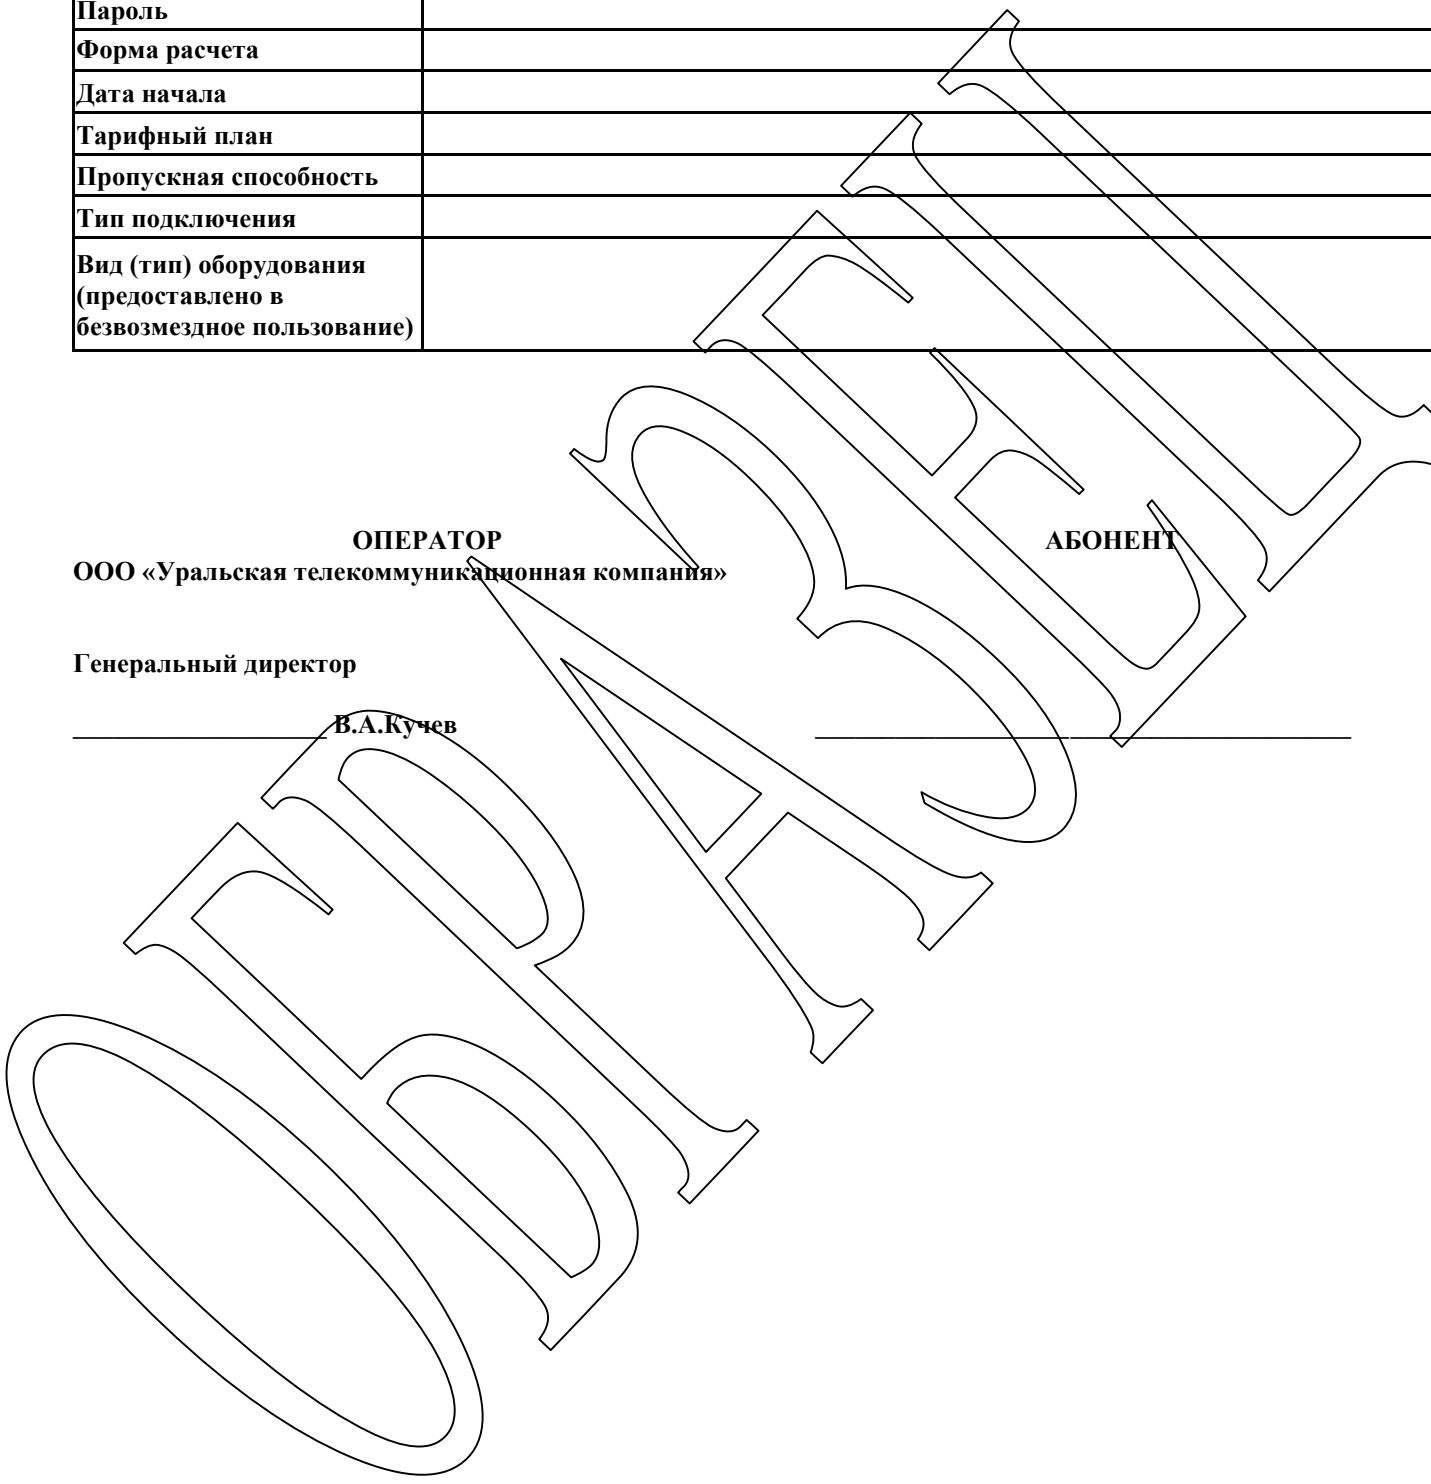 Пароль
Форма расчета
Дата начала
Тарифный план
Пропускная способность
Тип подключения
Вид (тип) оборудования
(предоставлено в
безвозмездное пользование)
ОПЕРАТОР
АБОНЕНТ
ООО «Уральская телекоммуникационная компания»
Генеральный директор
В.А.Кучев
ОБРАЗЕЦ